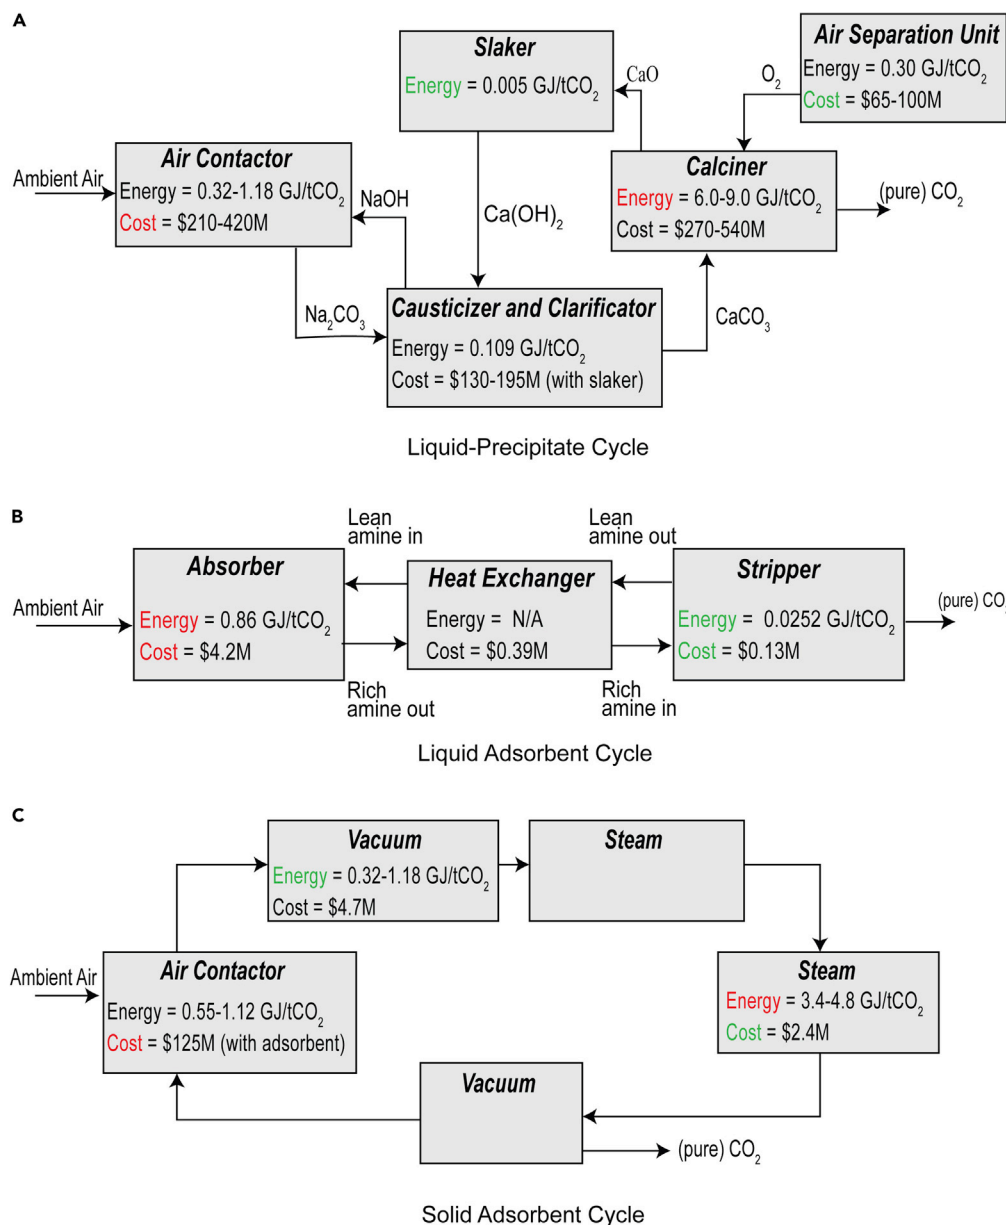 A
Slaker
Energy = 0.005 GJ/tCO₂
CaO
O₂
Air Separation Unit
Energy = 0.30 GJ/tCO₂
Cost = $65-100M
Ambient Air
Air Contactor
Energy = 0.32-1.18 GJ/tCO₂
Cost = $210-420M
NaOH
Ca(OH)₂
Calciner
Energy = 6.0-9.0 GJ/tCO₂
Cost = $270-540M
(pure) CO₂
Na₂CO₃
Causticizer and Clarificator
Energy = 0.109 GJ/tCO₂
Cost = $130-195M (with slaker)
CaCO₃
Liquid-Precipitate Cycle
B
Lean
amine in
Lean
amine out
Ambient Air
Absorber
Energy = 0.86 GJ/tCO₂
Cost = $4.2M
Heat Exchanger
Energy = N/A
Cost = $0.39M
Stripper
Energy = 0.0252 GJ/tCO₂
Cost = $0.13M
(pure) CO₂
Rich
amine out
Rich
amine in
Liquid Adsorbent Cycle
C
Vacuum
Energy = 0.32-1.18 GJ/tCO₂
Cost = $4.7M
Steam
Ambient Air
Air Contactor
Energy = 0.55-1.12 GJ/tCO₂
Cost = $125M (with adsorbent)
Steam
Energy = 3.4-4.8 GJ/tCO₂
Cost = $2.4M
Vacuum
(pure) CO₂
Solid Adsorbent Cycle